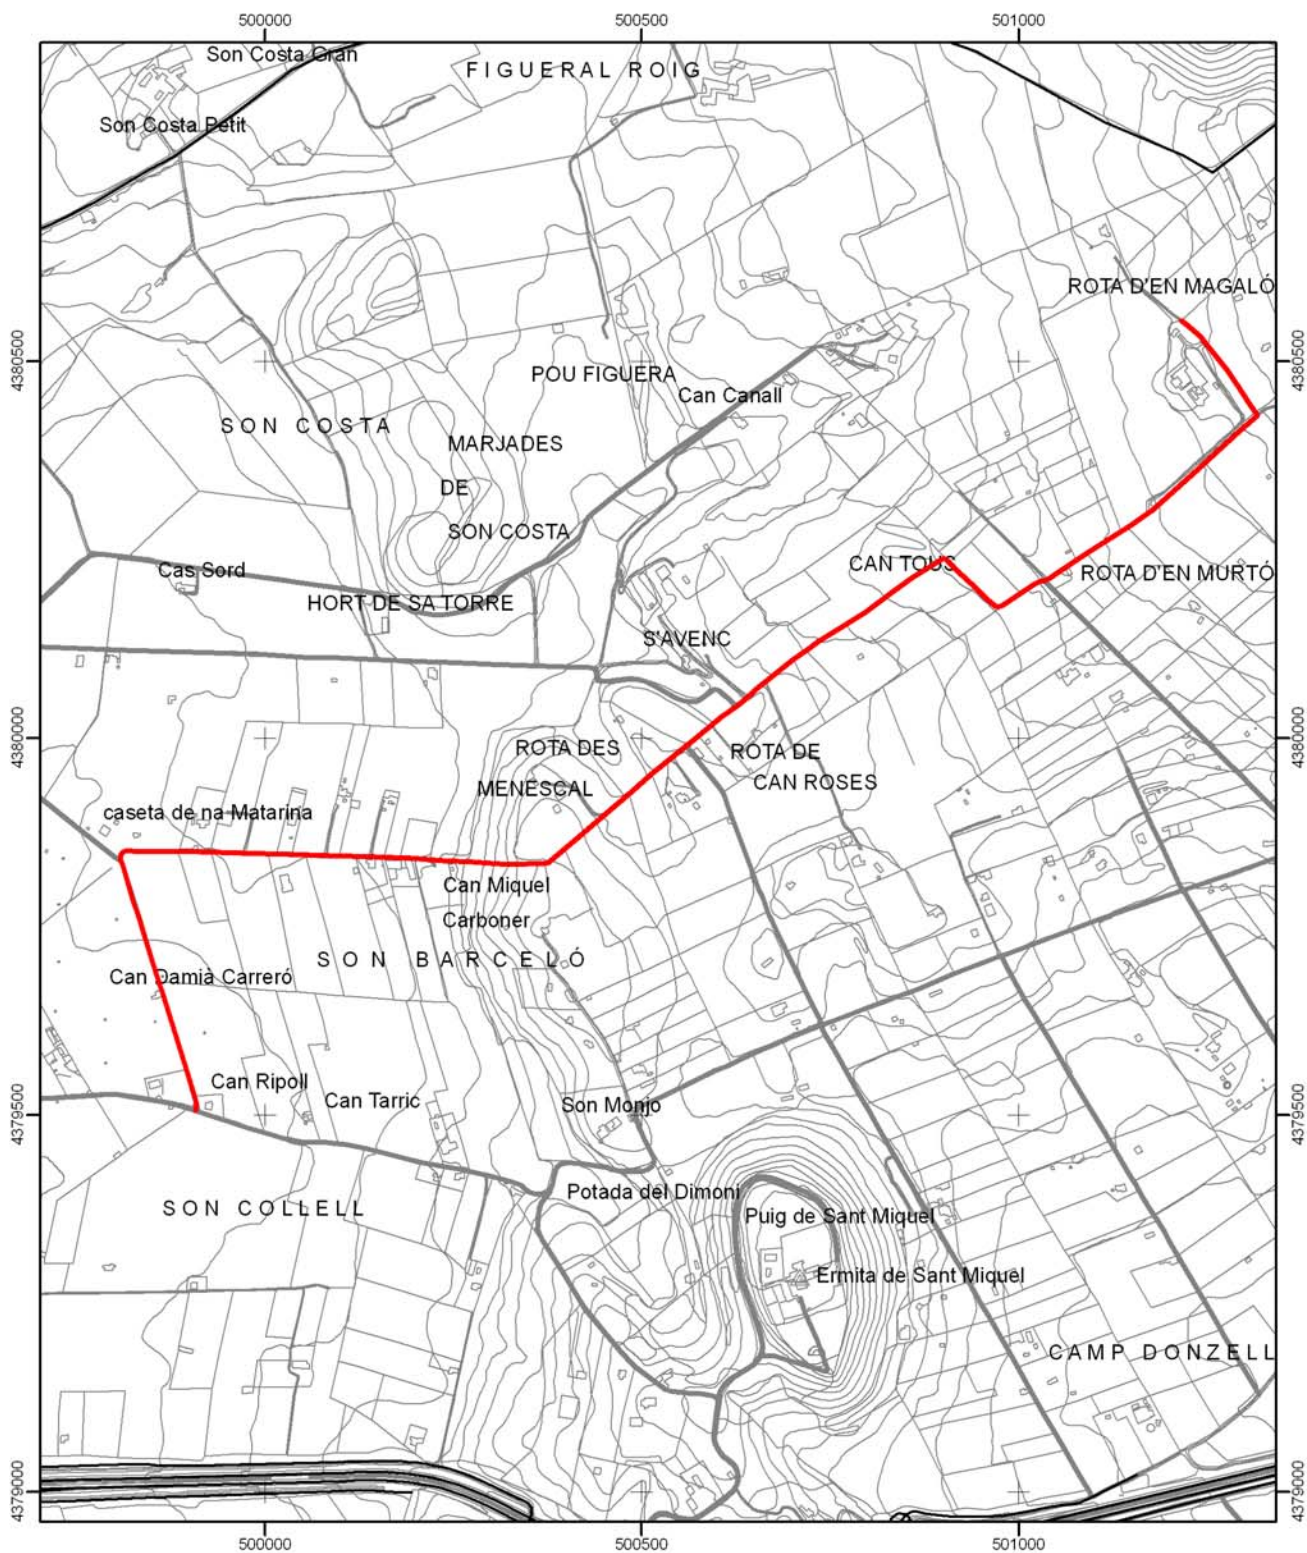 500000 500500 501000
Son Costa Gran
FIGUERAL ROIG
Son Costa Petit
ROTA D'EN MAGALÓ
4380500
4380500
POU FIGUERA
Can Canall
SON COSTA
MARJADES
DE
SON COSTA
CAN TOUS
Cas Sord
ROTA D'EN MURTÓ
HORT DE SA TORRE
S'AVENC
4380000
4380000
ROTA DES
MENESCAL
ROTA DE
CAN ROSES
caseta de na Matarina
Can Miquel
Carboner
SON BARCELÓ
Can Damià Carreró
Can Ripoll
Can Tarric
Son Monjo
4379500
4379500
Potada del Dimoni
SON COLLELL
Puig de Sant Miquel
Ermita de Sant Miquel
CAMP DONZELL
4379000
4379000
500000 500500 501000